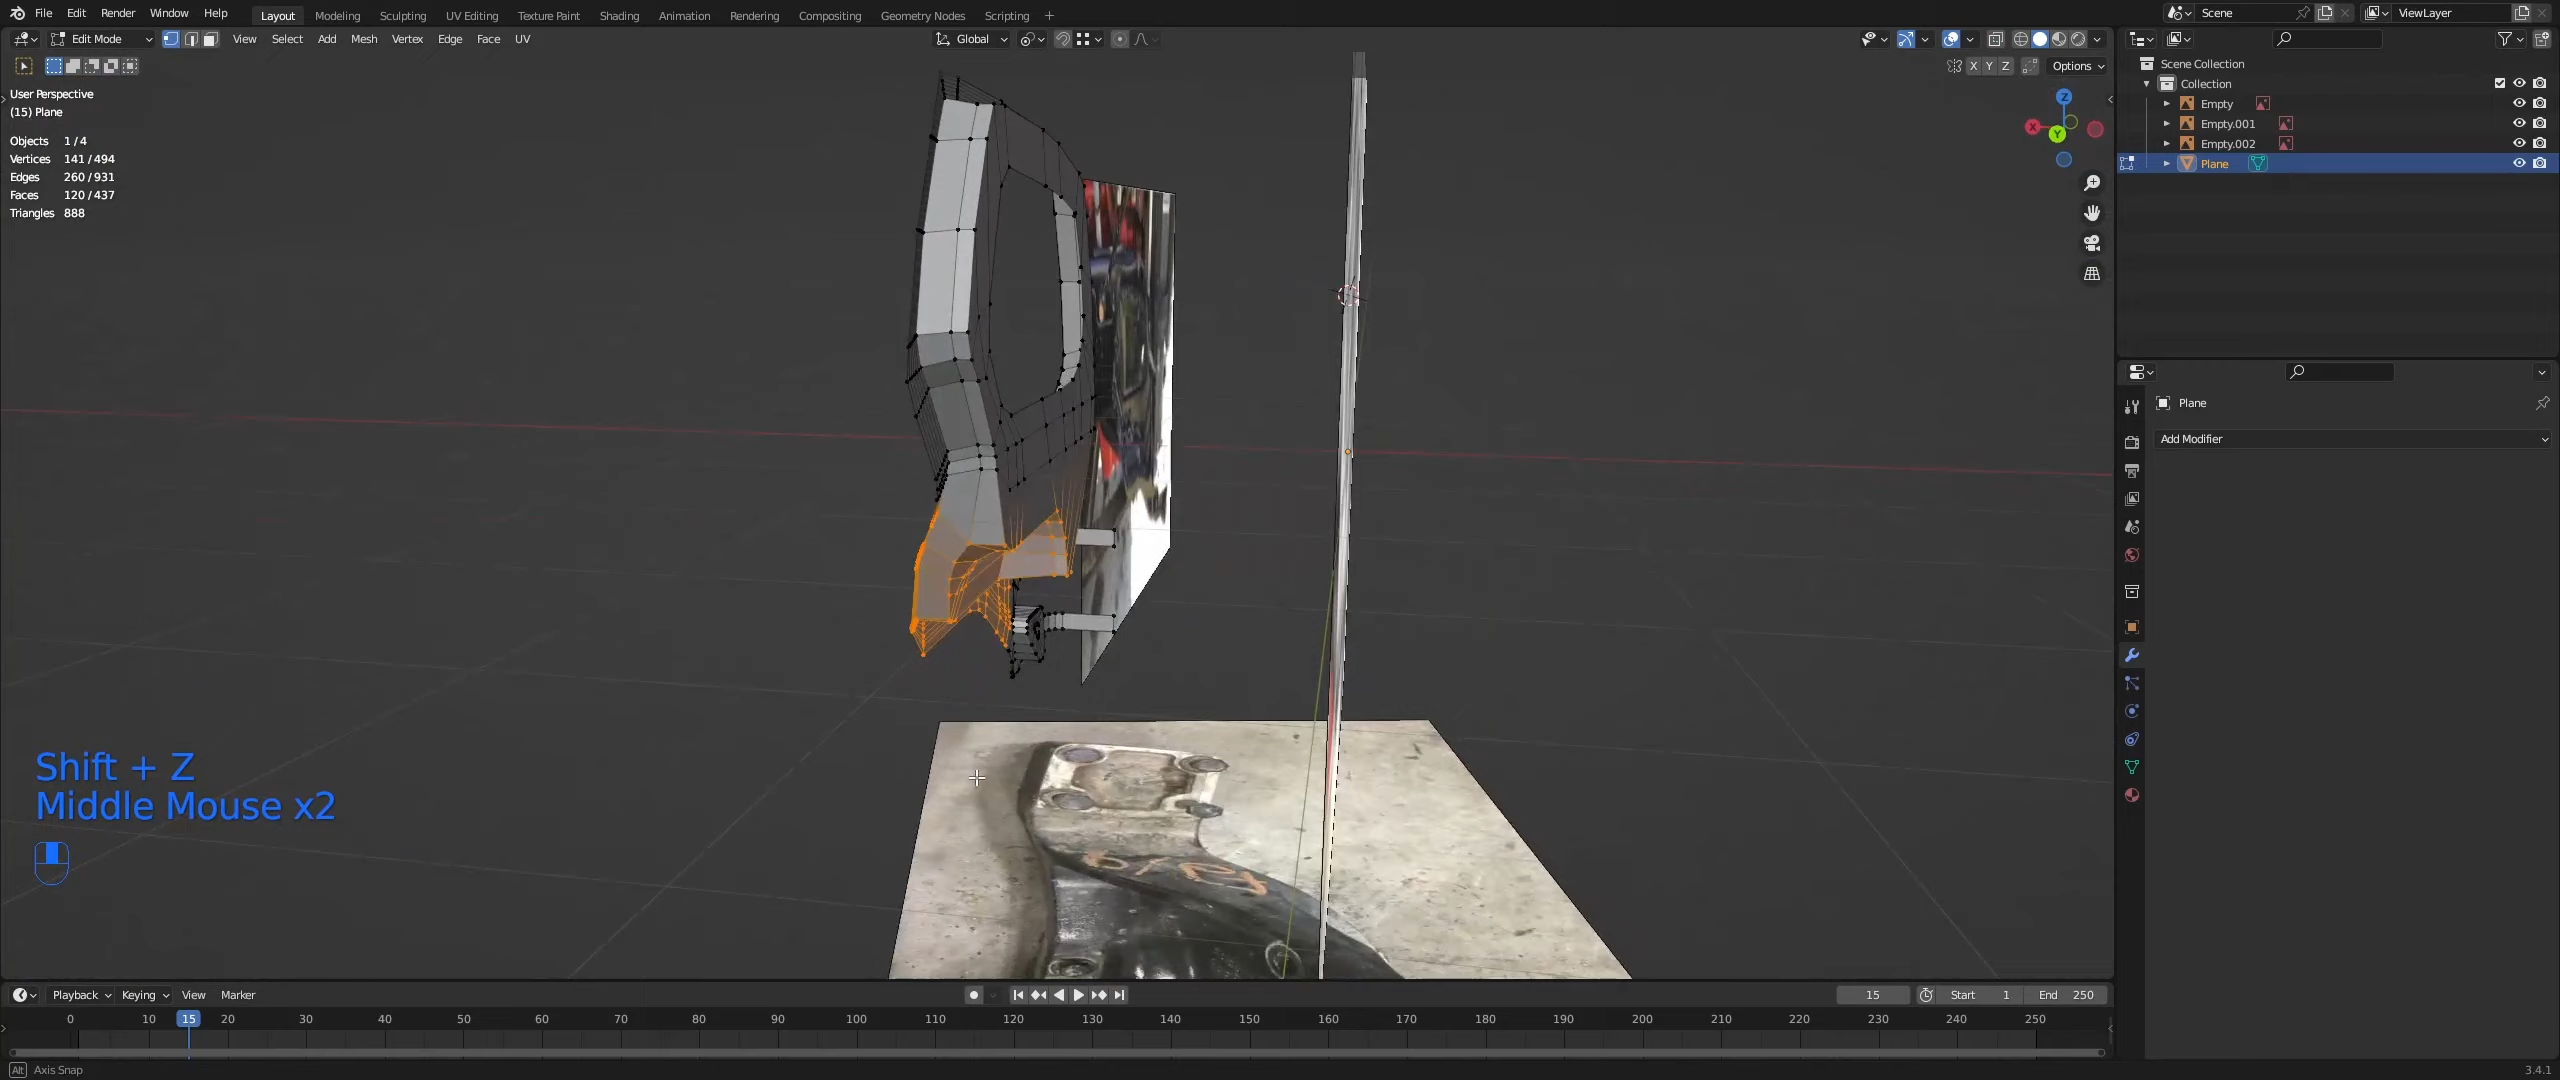 File Edit Render Window Help Layout Modeling Sculpting UV Editing Texture Paint Shading Animation Rendering Compositing Geometry Nodes Scripting + Scene ViewLayer
Edit Mode View Select Add Mesh Vertex Edge Face UV Global
X Y Z Options
User Perspective
(15) Plane
Objects 1 / 4
Vertices 141 / 494
Edges 260 / 931
Faces 120 / 437
Triangles 888
Z
X
Y
Scene Collection
Collection
Empty
Empty.001
Empty.002
Plane
Plane
Add Modifier
Shift + Z
Middle Mouse x2
Playback Keying View Marker 15 Start 1 End 250
0 10 15 20 30 40 50 60 70 80 90 100 110 120 130 140 150 160 170 180 190 200 210 220 230 240 250
Alt Axis Snap 3.4.1